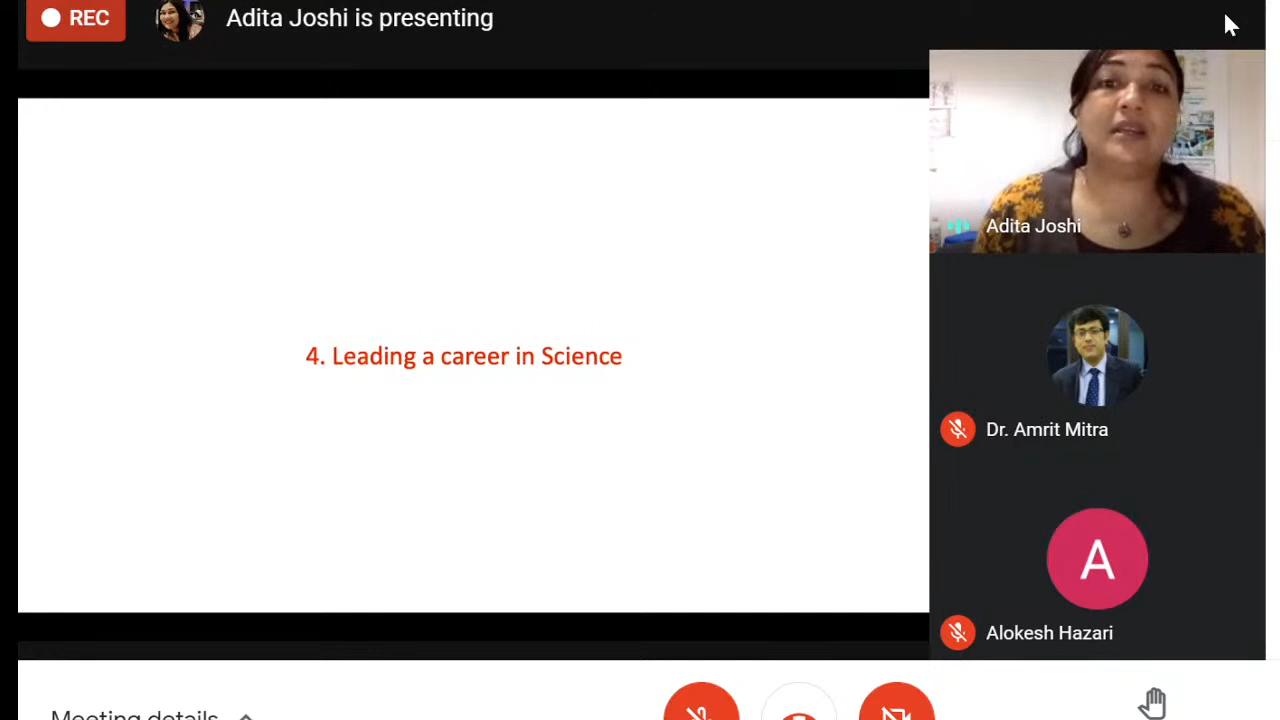 REC
Adita Joshi is presenting
4. Leading a career in Science
Adita Joshi
Dr. Amrit Mitra
A
Alokesh Hazari
Meeting details